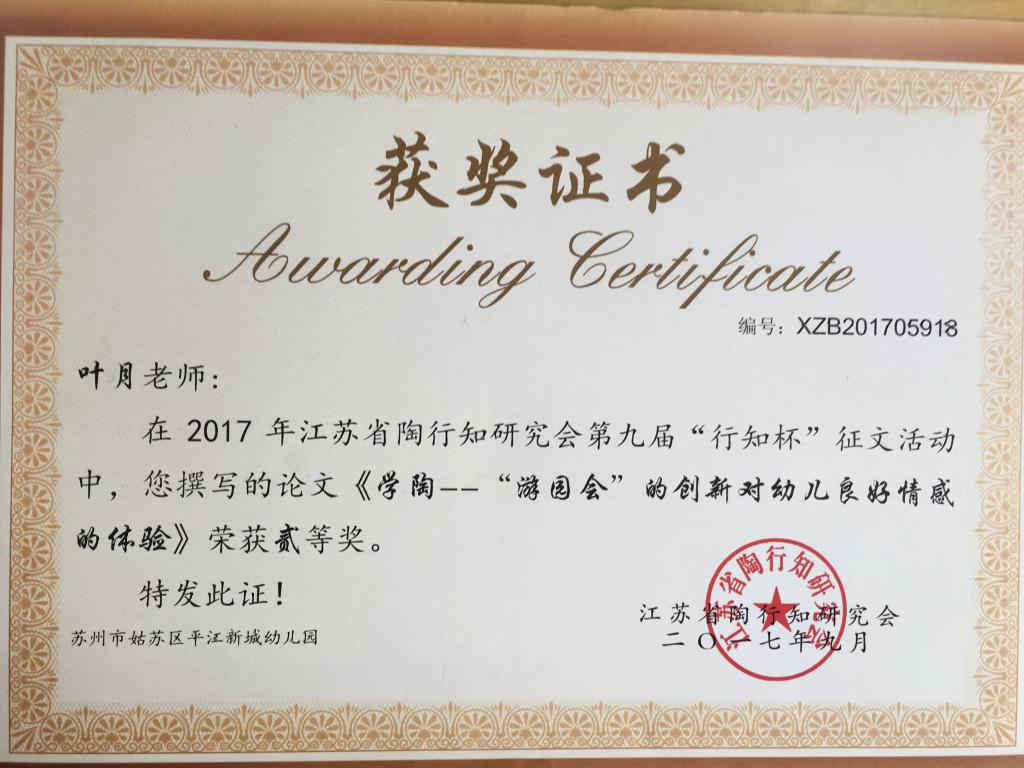 获奖证书
Awarding Certificate
编号：XZB201705918
叶月老师：
在 2017 年江苏省陶行知研究会第九届“行知杯”征文活动
中，您撰写的论文《学陶——“游园会”的创新对幼儿良好情感
的体验》荣获贰等奖。
特发此证！
江苏省陶行知研究会
江苏省陶行知研究会
苏州市姑苏区平江新城幼儿园
二〇一七年九月